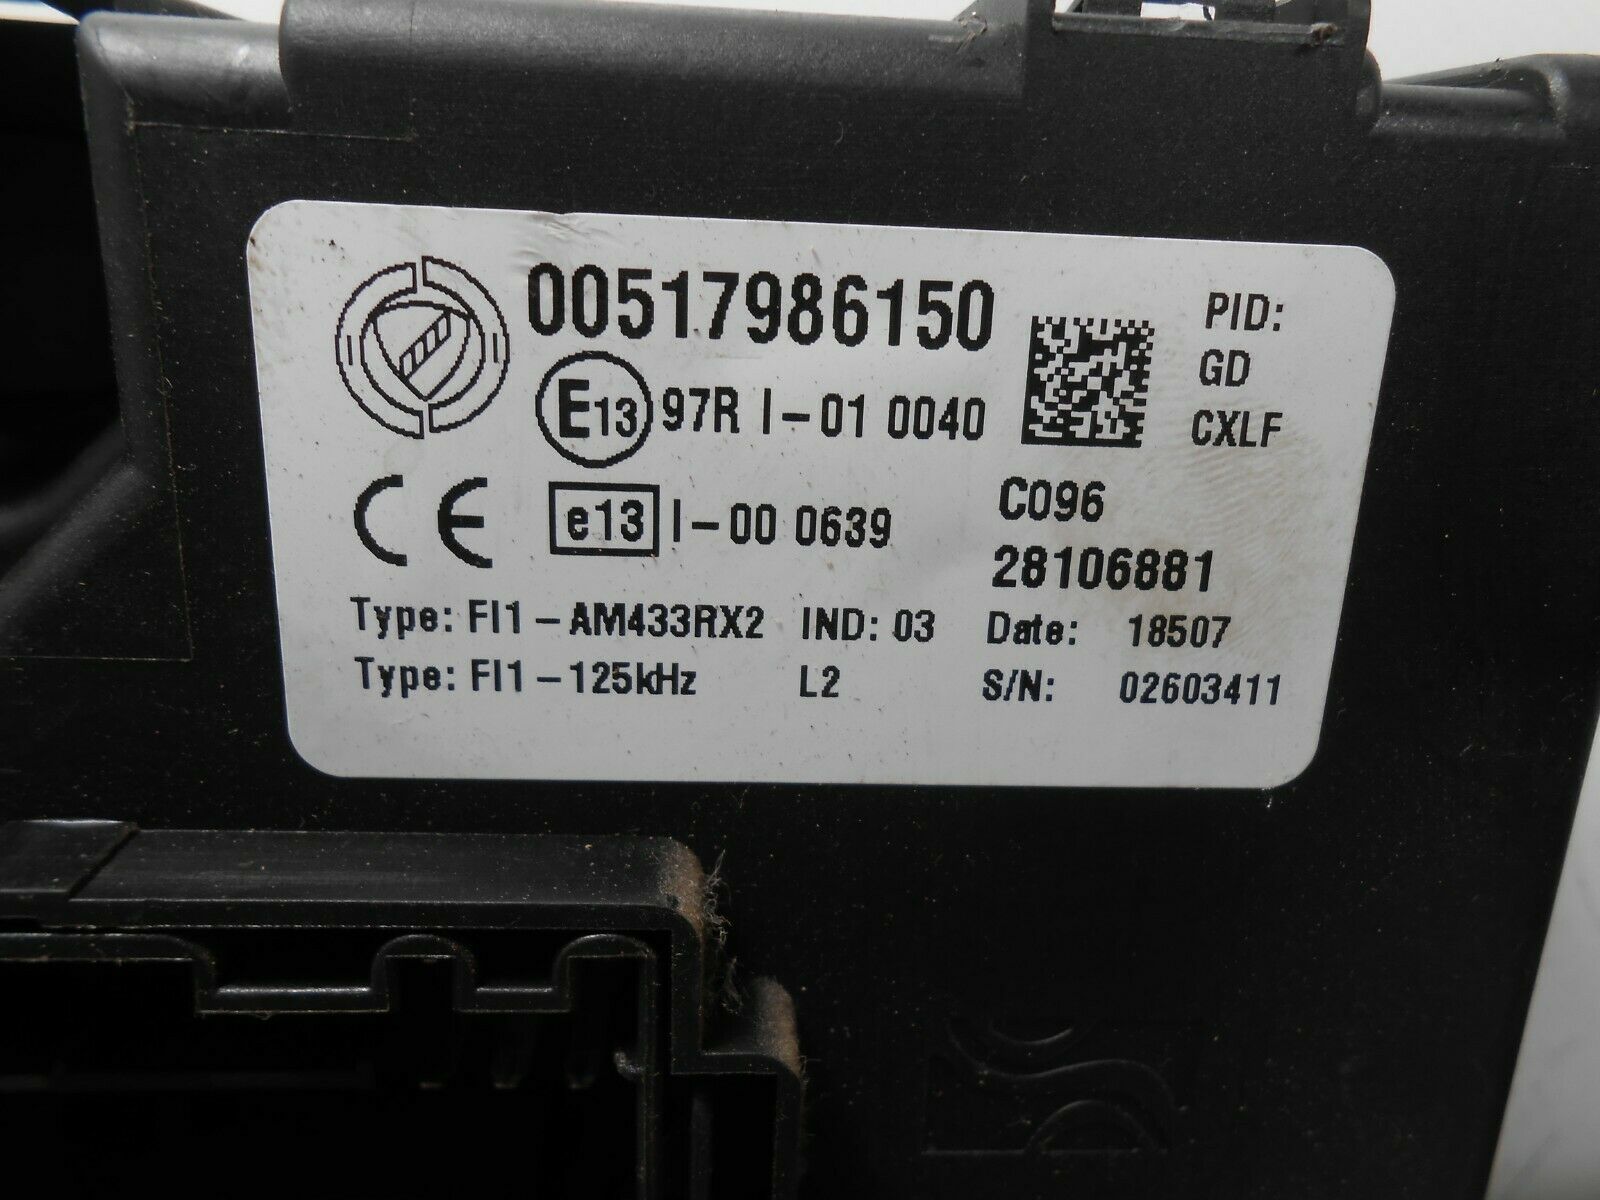 00517986150
PID:
GD
CXLF
E13 97R I-01 0040
CE e13 I-00 0639
C096
28106881
Type: FI1-AM433RX2 IND: 03 Date: 18507
Type: FI1-125kHz L2 S/N: 02603411